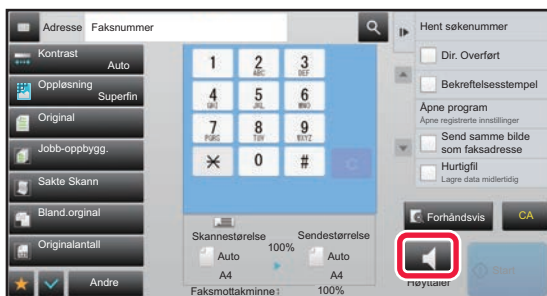 Adresse Faksnummer
Kontrast
Auto
Oppløsning
Superfin
Original
Jobb-oppbygg.
Sakte Skann
Bland.orginal
Originalantall
Andre
1
2
ABC
3
DEF
4
GHI
5
JKL
6
MNO
7
PQRS
8
TUV
9
WXYZ
0
#
C
Skannestørelse
100%
Sendestørrelse
Auto
A4
Auto
A4
Faksmottakminne:
100%
Hent søkenummer
Dir. Overført
Bekreftelsesstempel
Åpne program
Åpne registrerte innstillinger
Send samme bilde
som faksadresse
Hurtigfil
Lagre data midlertidig
Forhåndsvis
CA
Høyttaler
Start